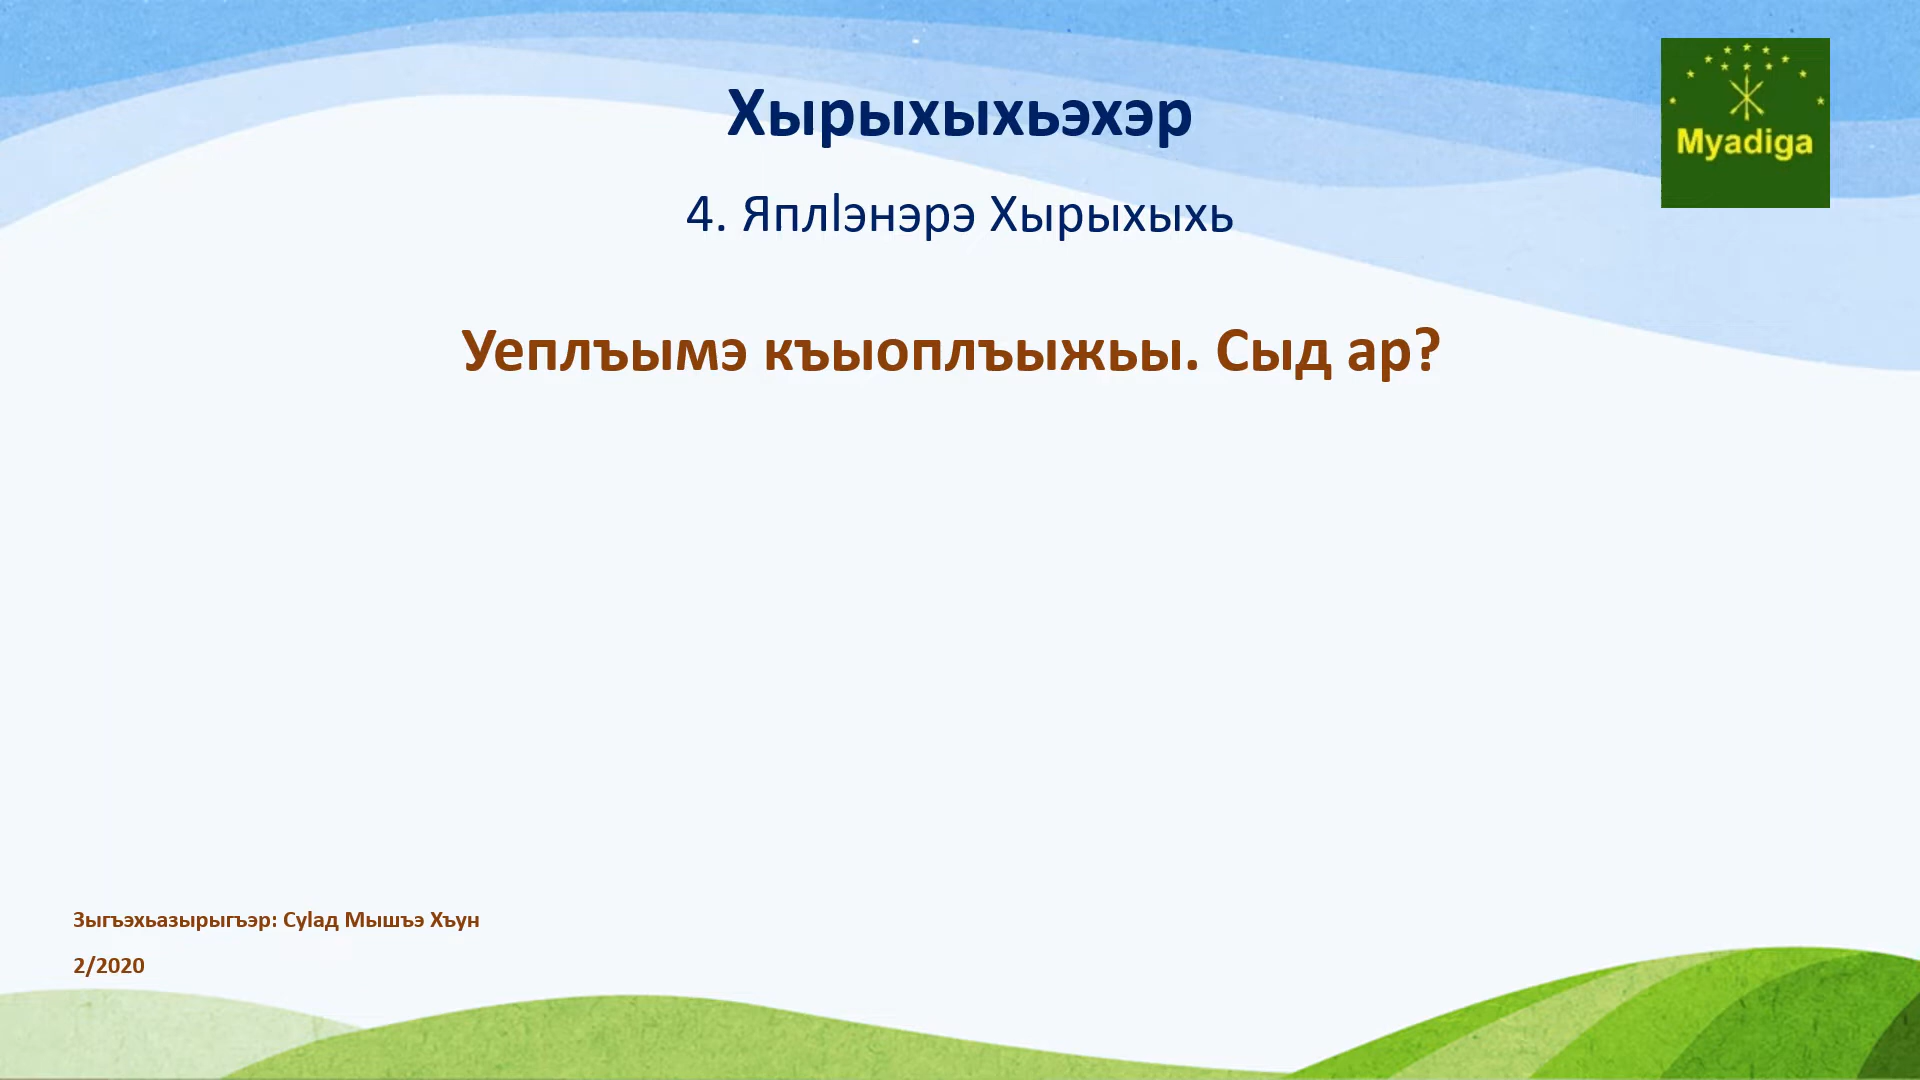 Хырыхыхьэхэр
Myadiga
4. Яплӏэнэрэ Хырыхыхь
Уеплъымэ къыоплъыжьы. Сыд ар?
Зыгъэхьазырыгъэр: Суӏад Мышъэ Хъун
2/2020